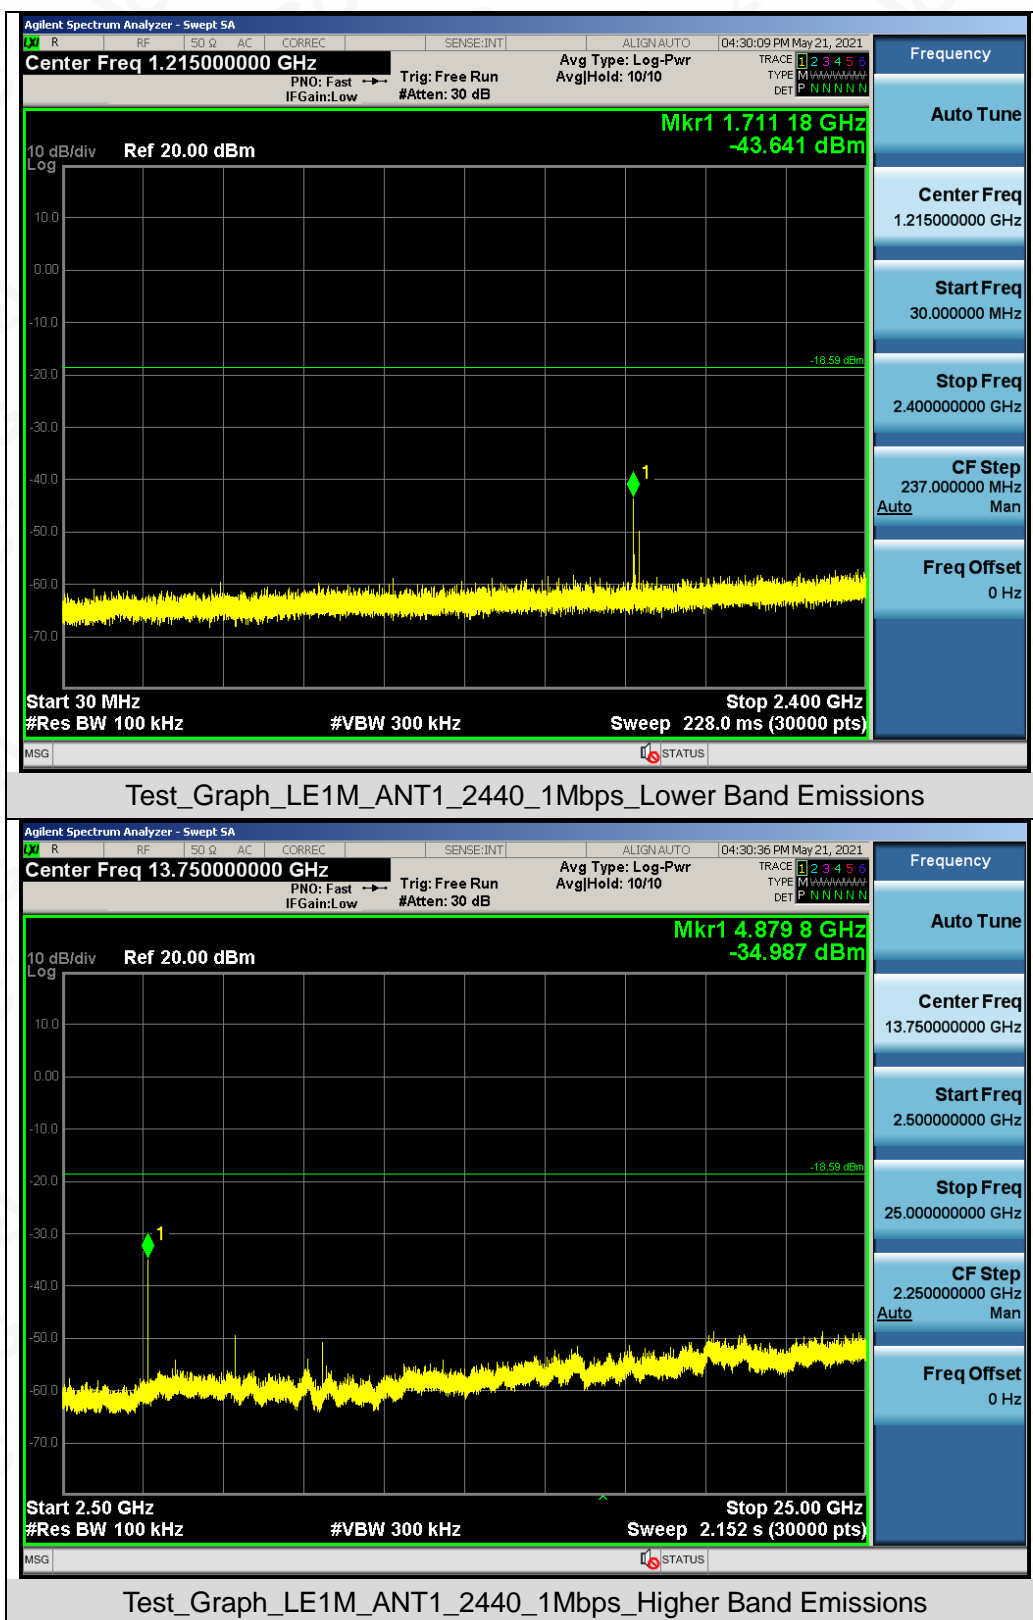 Agilent Spectrum Analyzer - Swept SA
LXI R RF 50 Ω AC CORREC SENSE:INT ALIGNAUTO 04:30:09 PM May 21, 2021
Center Freq 1.215000000 GHz
PNO: Fast
IFGain:Low
Trig: Free Run
#Atten: 30 dB
Avg Type: Log-Pwr
Avg|Hold: 10/10
TRACE 1 2 3 4 5 6
TYPE M
DET P N N N N N
Mkr1 1.711 18 GHz
-43.641 dBm
10 dB/div Ref 20.00 dBm
Log
10.0
0.00
-10.0
-18.59 dBm
-20.0
-30.0
-40.0
1
-50.0
-60.0
-70.0
Start 30 MHz Stop 2.400 GHz
#Res BW 100 kHz #VBW 300 kHz Sweep 228.0 ms (30000 pts)
MSG STATUS
Frequency
Auto Tune
Center Freq
1.215000000 GHz
Start Freq
30.000000 MHz
Stop Freq
2.400000000 GHz
CF Step
237.000000 MHz
Auto Man
Freq Offset
0 Hz
Test_Graph_LE1M_ANT1_2440_1Mbps_Lower Band Emissions
Agilent Spectrum Analyzer - Swept SA
LXI R RF 50 Ω AC CORREC SENSE:INT ALIGNAUTO 04:30:36 PM May 21, 2021
Center Freq 13.750000000 GHz
PNO: Fast
IFGain:Low
Trig: Free Run
#Atten: 30 dB
Avg Type: Log-Pwr
Avg|Hold: 10/10
TRACE 1 2 3 4 5 6
TYPE M
DET P N N N N N
Mkr1 4.879 8 GHz
-34.987 dBm
10 dB/div Ref 20.00 dBm
Log
10.0
0.00
-10.0
-18.59 dBm
-20.0
-30.0
1
-40.0
-50.0
-60.0
-70.0
Start 2.50 GHz Stop 25.00 GHz
#Res BW 100 kHz #VBW 300 kHz Sweep 2.152 s (30000 pts)
MSG STATUS
Frequency
Auto Tune
Center Freq
13.750000000 GHz
Start Freq
2.500000000 GHz
Stop Freq
25.000000000 GHz
CF Step
2.250000000 GHz
Auto Man
Freq Offset
0 Hz
Test_Graph_LE1M_ANT1_2440_1Mbps_Higher Band Emissions